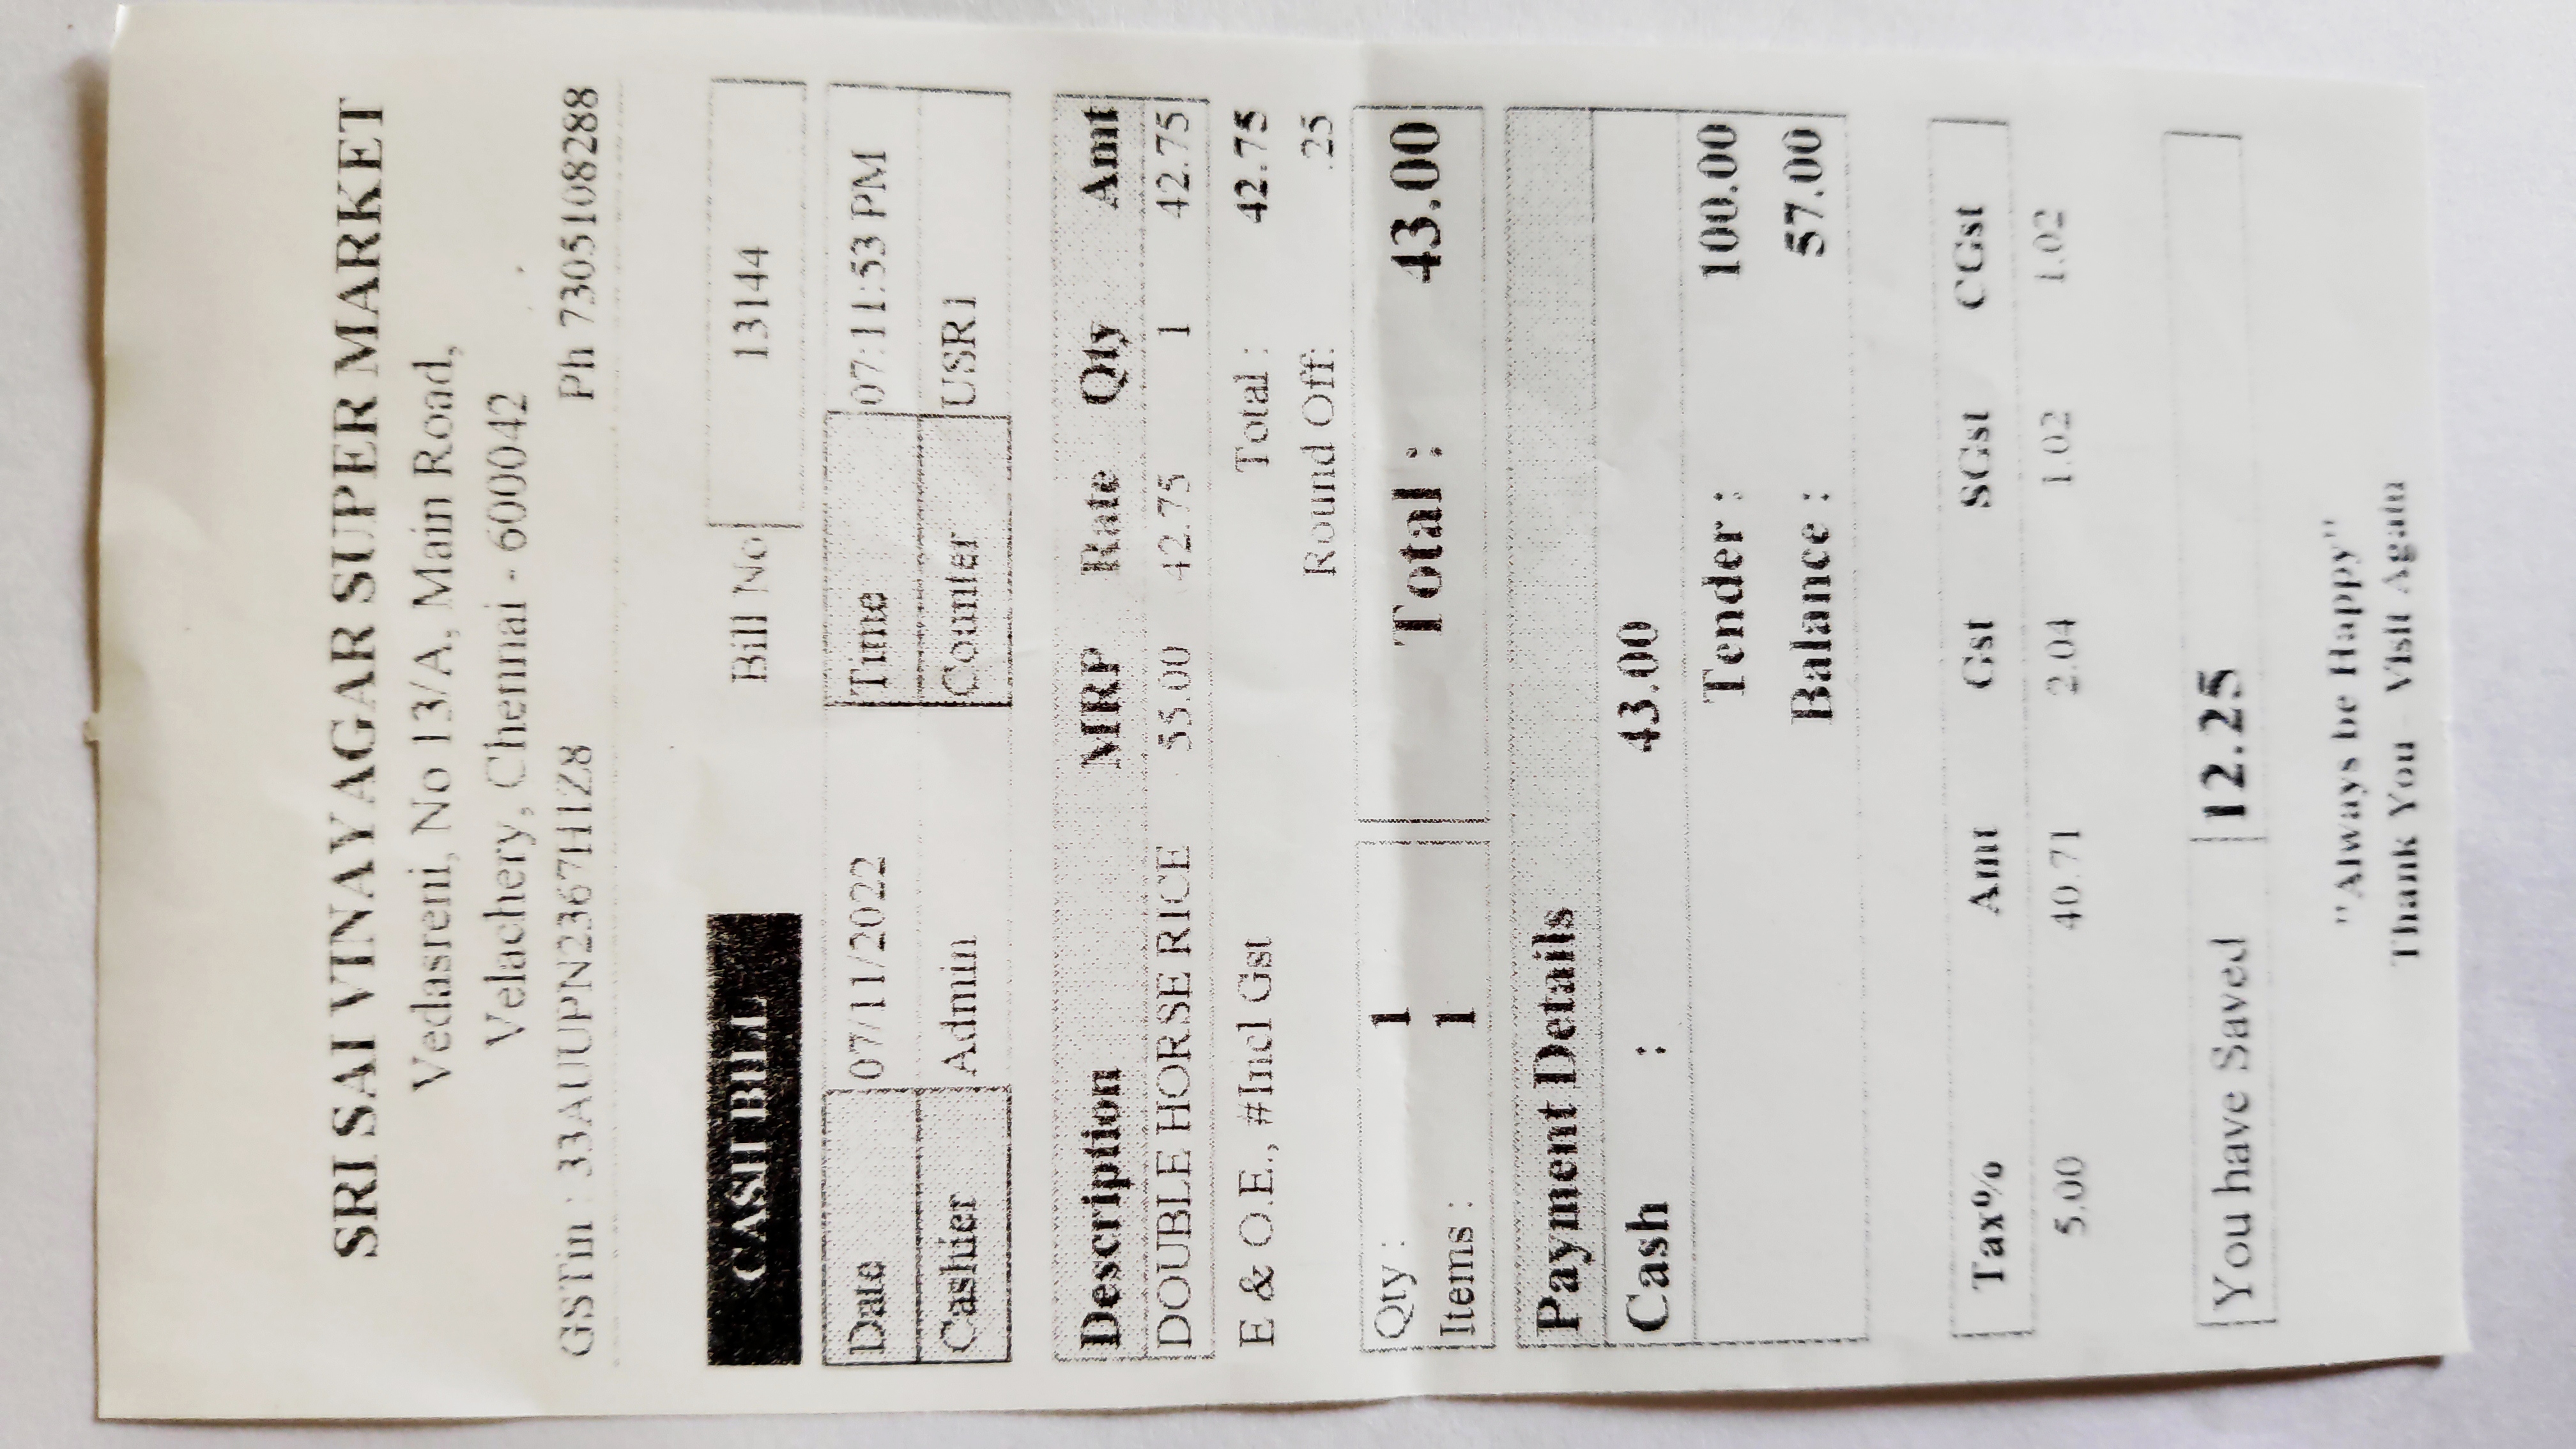 SRI SAI VINAYAGAR SUPER MARKET
Vedasreni, No 13/A, Main Road,
Velachery, Chennai - 600042
GSTin : 33AUUPN2367H1Z8 Ph 7305108288
CASH BILL Bill No 13144
Date 07/11/2022 Time 07:11:53 PM
Cashier Admin Counter USR1
Description MRP Rate Qty Amt
DOUBLE HORSE RICE 55.00 42.75 1 42.75
E & O.E., #Incl Gst Total : 42.75
Round Off: .25
Qty : 1 Total : 43.00
Items : 1
Payment Details
Cash : 43.00
Tender : 100.00
Balance : 57.00
Tax% Amt Gst SGst CGst
5.00 40.71 2.04 1.02 1.02
You have Saved 12.25
"Always be Happy"
Thank You Visit Again